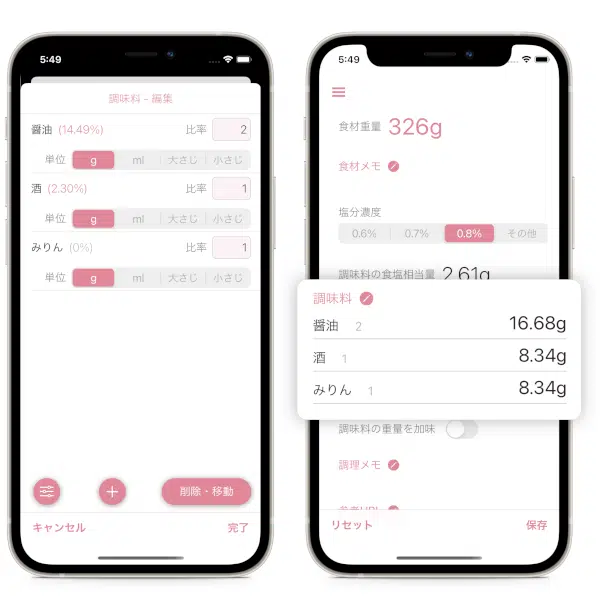 5:49
調味料 - 編集
醤油 (14.49%) 比率 2
単位 g ml 大さじ 小さじ
酒 (2.30%) 比率 1
単位 g ml 大さじ 小さじ
みりん (0%) 比率 1
単位 g ml 大さじ 小さじ
削除・移動
キャンセル 完了
5:49
食材重量 326g
食材メモ
塩分濃度
0.6% 0.7% 0.8% その他
調味料の食塩相当量 2.61g
調味料
醤油 2 16.68g
酒 1 8.34g
みりん 1 8.34g
調味料の重量を加味
調理メモ
参考URL
リセット 保存